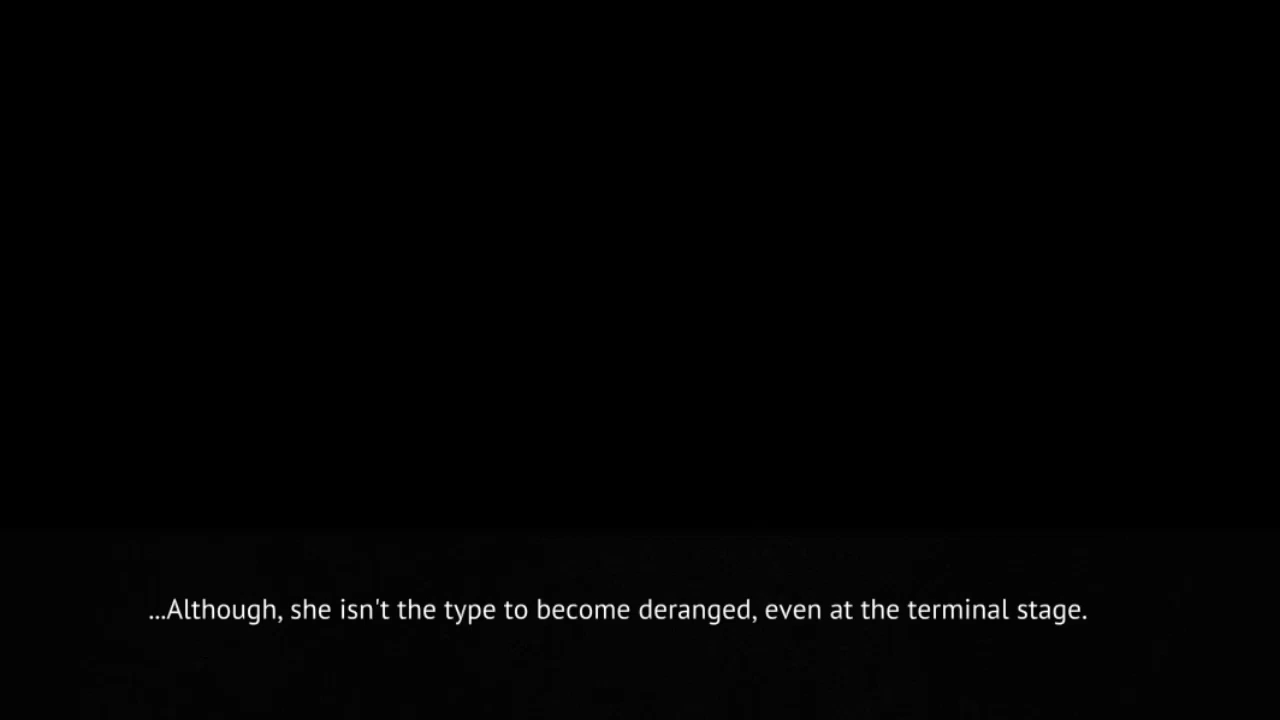 ...Although, she isn't the type to become deranged, even at the terminal stage.